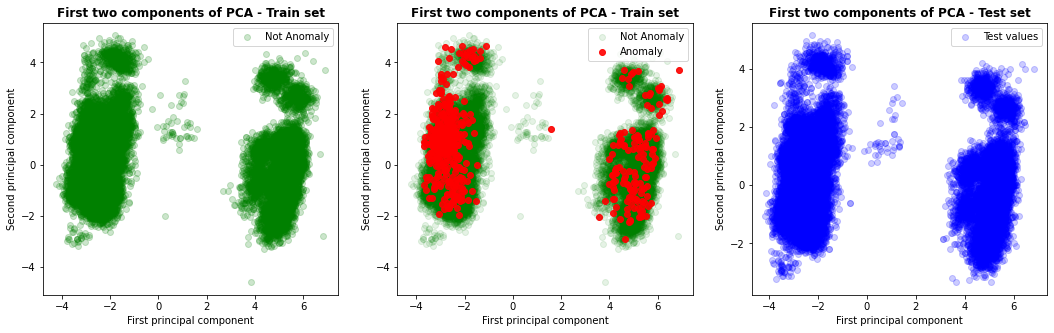 First two components of PCA - Train set
Not Anomaly
4
2
0
−2
−4
Second principal component
−4
−2
0
2
4
6
First principal component
First two components of PCA - Train set
Not Anomaly
Anomaly
4
2
0
−2
−4
Second principal component
−4
−2
0
2
4
6
First principal component
First two components of PCA - Test set
Test values
4
2
0
−2
Second principal component
−4
−2
0
2
4
6
First principal component